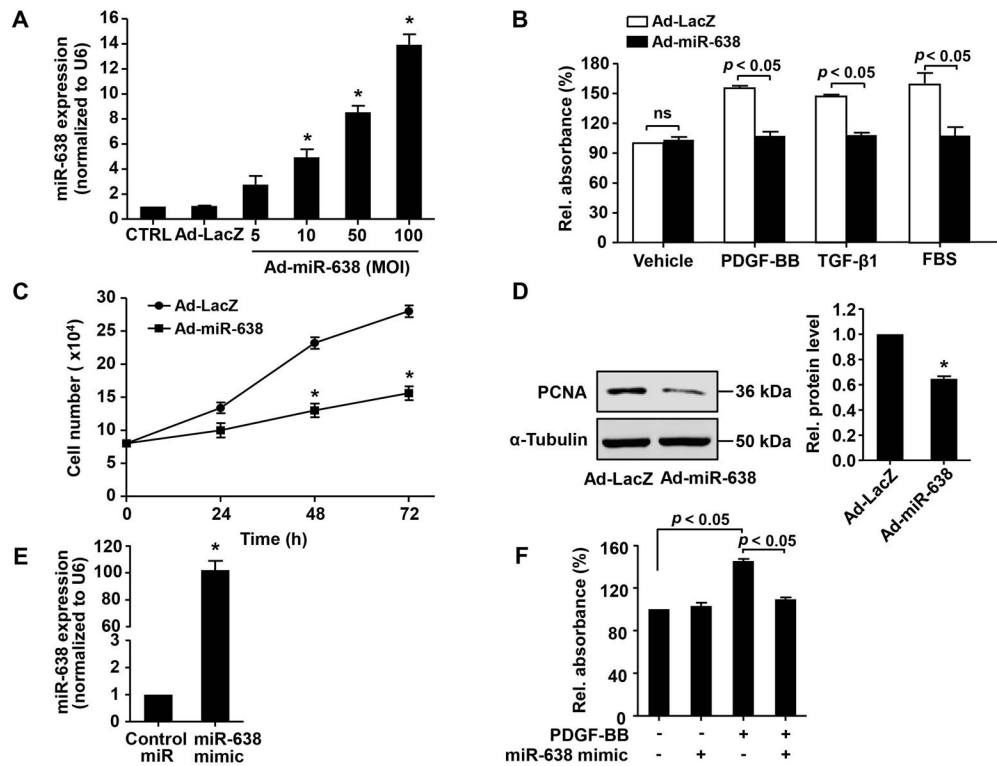 A
miR-638 expression
(normalized to U6)
16
14
12
10
8
6
4
2
0
*
*
*
CTRL Ad-LacZ 5 10 50 100
Ad-miR-638 (MOI)
B
Ad-LacZ
Ad-miR-638
Rel. absorbance (%)
180
150
120
90
60
30
0
ns
p < 0.05
p < 0.05
p < 0.05
Vehicle PDGF-BB TGF-β1 FBS
C
Ad-LacZ
Ad-miR-638
Cell number ( x10⁴)
30
20
10
0
*
*
0 24 48 72
Time (h)
D
PCNA
36 kDa
α-Tubulin
50 kDa
Ad-LacZ Ad-miR-638
Rel. protein level
1.2
1.0
0.8
0.6
0.4
0.2
0.0
*
Ad-LacZ
Ad-miR-638
E
miR-638 expression
(normalized to U6)
120
100
80
60
40
3
2
1
0
*
Control
miR
miR-638
mimic
F
Rel. absorbance (%)
160
120
80
40
0
p < 0.05
p < 0.05
PDGF-BB - - + +
miR-638 mimic - + - +